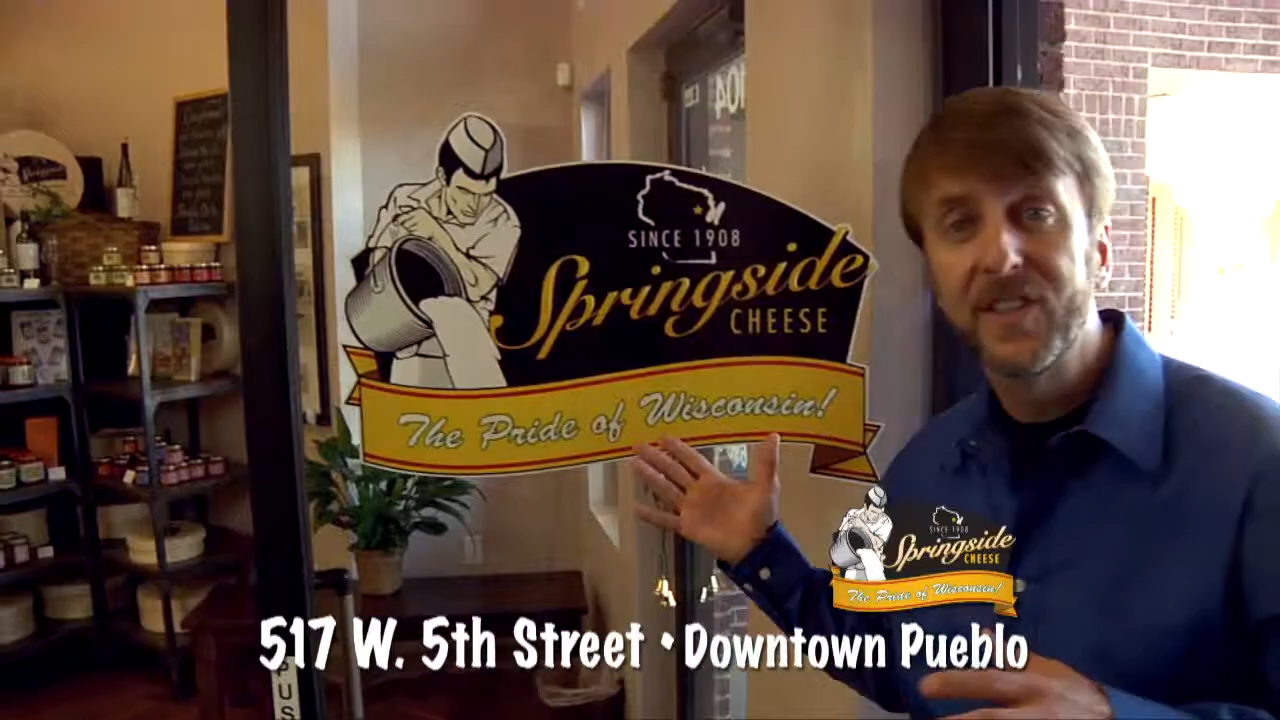 SINCE 1908
Springside
CHEESE
The Pride of Wisconsin!
SINCE 1908
Springside
CHEESE
The Pride of Wisconsin!
517 W. 5th Street • Downtown Pueblo
PUS